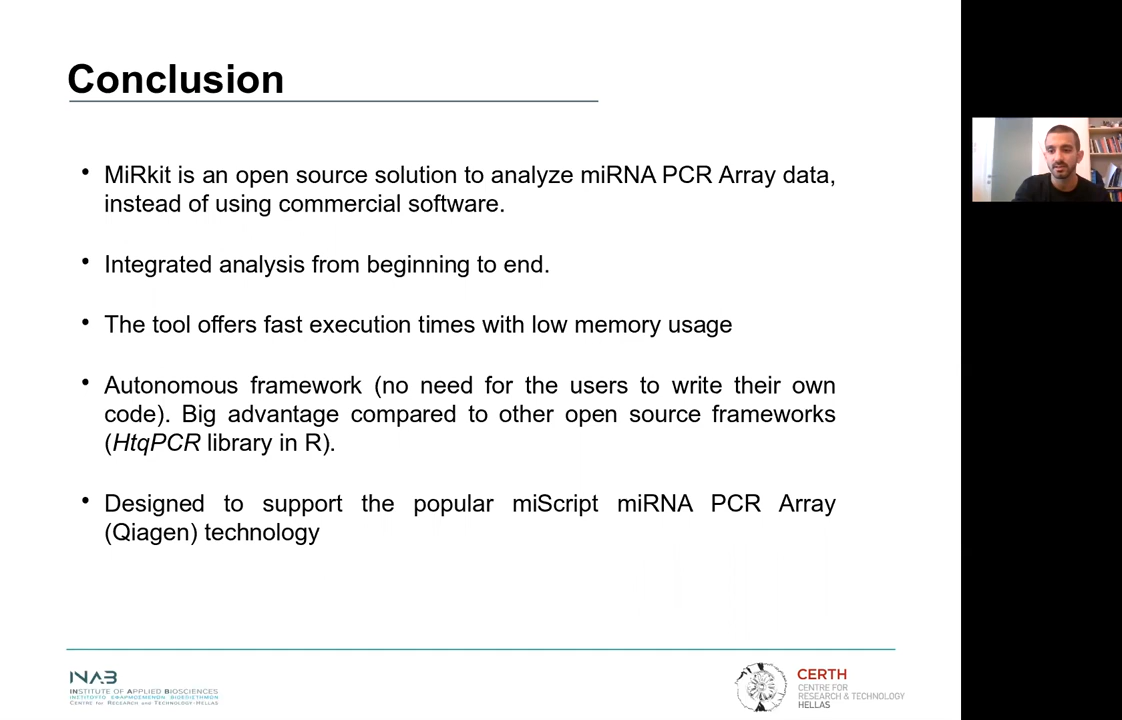 Conclusion
• MiRkit is an open source solution to analyze miRNA PCR Array data,
instead of using commercial software.
• Integrated analysis from beginning to end.
• The tool offers fast execution times with low memory usage
• Autonomous framework (no need for the users to write their own
code). Big advantage compared to other open source frameworks
(HtqPCR library in R).
• Designed to support the popular miScript miRNA PCR Array
(Qiagen) technology
INAB
INSTITUTE OF APPLIED BIOSCIENCES
ΙΝΣΤΙΤΟΥΤΟ ΕΦΑΡΜΟΣΜΕΝΩΝ ΒΙΟΕΠΙΣΤΗΜΩΝ
CENTRE FOR RESEARCH AND TECHNOLOGY-HELLAS
CERTH
CENTRE FOR
RESEARCH & TECHNOLOGY
HELLAS